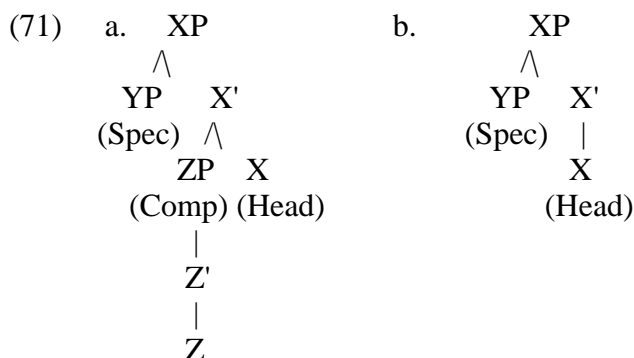 (71) a. XP b. XP
/\ /\
YP X' YP X'
(Spec) /\ (Spec) |
ZP X X
(Comp) (Head) (Head)
|
Z'
|
Z